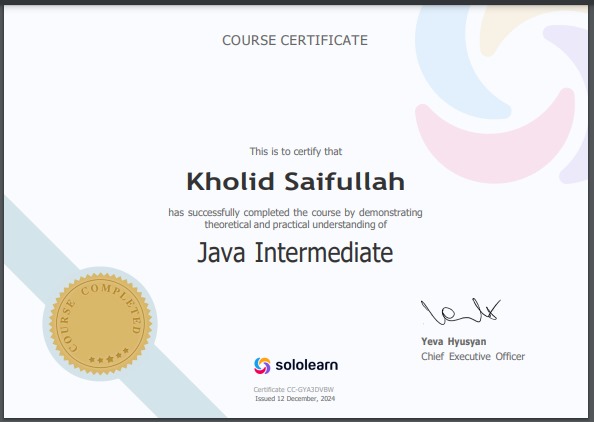 COURSE CERTIFICATE
This is to certify that
Kholid Saifullah
has successfully completed the course by demonstrating
theoretical and practical understanding of
Java Intermediate
COURSE COMPLETED
Yeva Hyusyan
Chief Executive Officer
sololearn
Certificate CC-GYA3DVBW
Issued 12 December, 2024